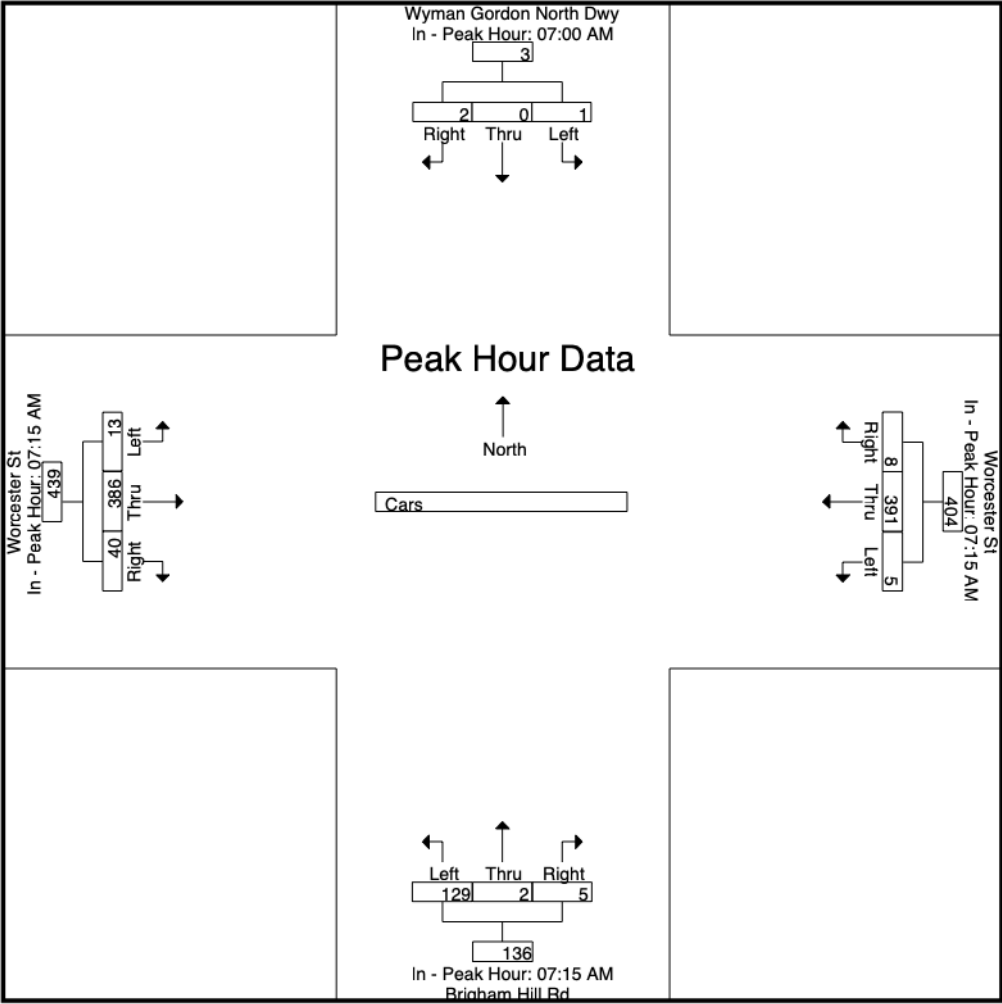 Wyman Gordon North Dwy
In - Peak Hour: 07:00 AM
3
2 0 1
Right Thru Left
Peak Hour Data
North
Cars
Worcester St
In - Peak Hour: 07:15 AM
439
13 386 40
Left Thru Right
Worcester St
In - Peak Hour: 07:15 AM
404
8 391 5
Right Thru Left
Left Thru Right
129 2 5
136
In - Peak Hour: 07:15 AM
Brigham Hill Rd